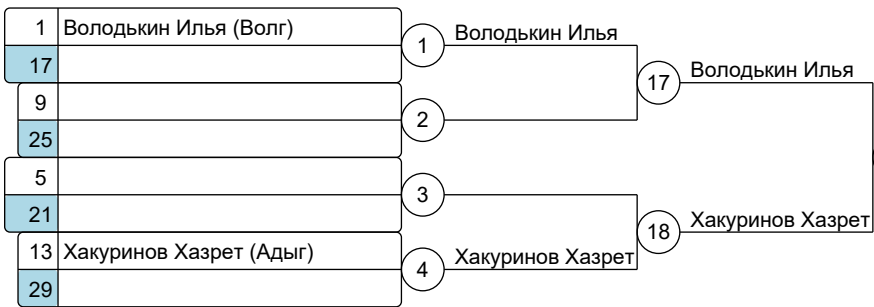 1 Володькин Илья (Волг)
17
1 Володькин Илья
9
25
2
17 Володькин Илья
5
21
3
13 Хакуринов Хазрет (Адыг)
29
4 Хакуринов Хазрет
18 Хакуринов Хазрет